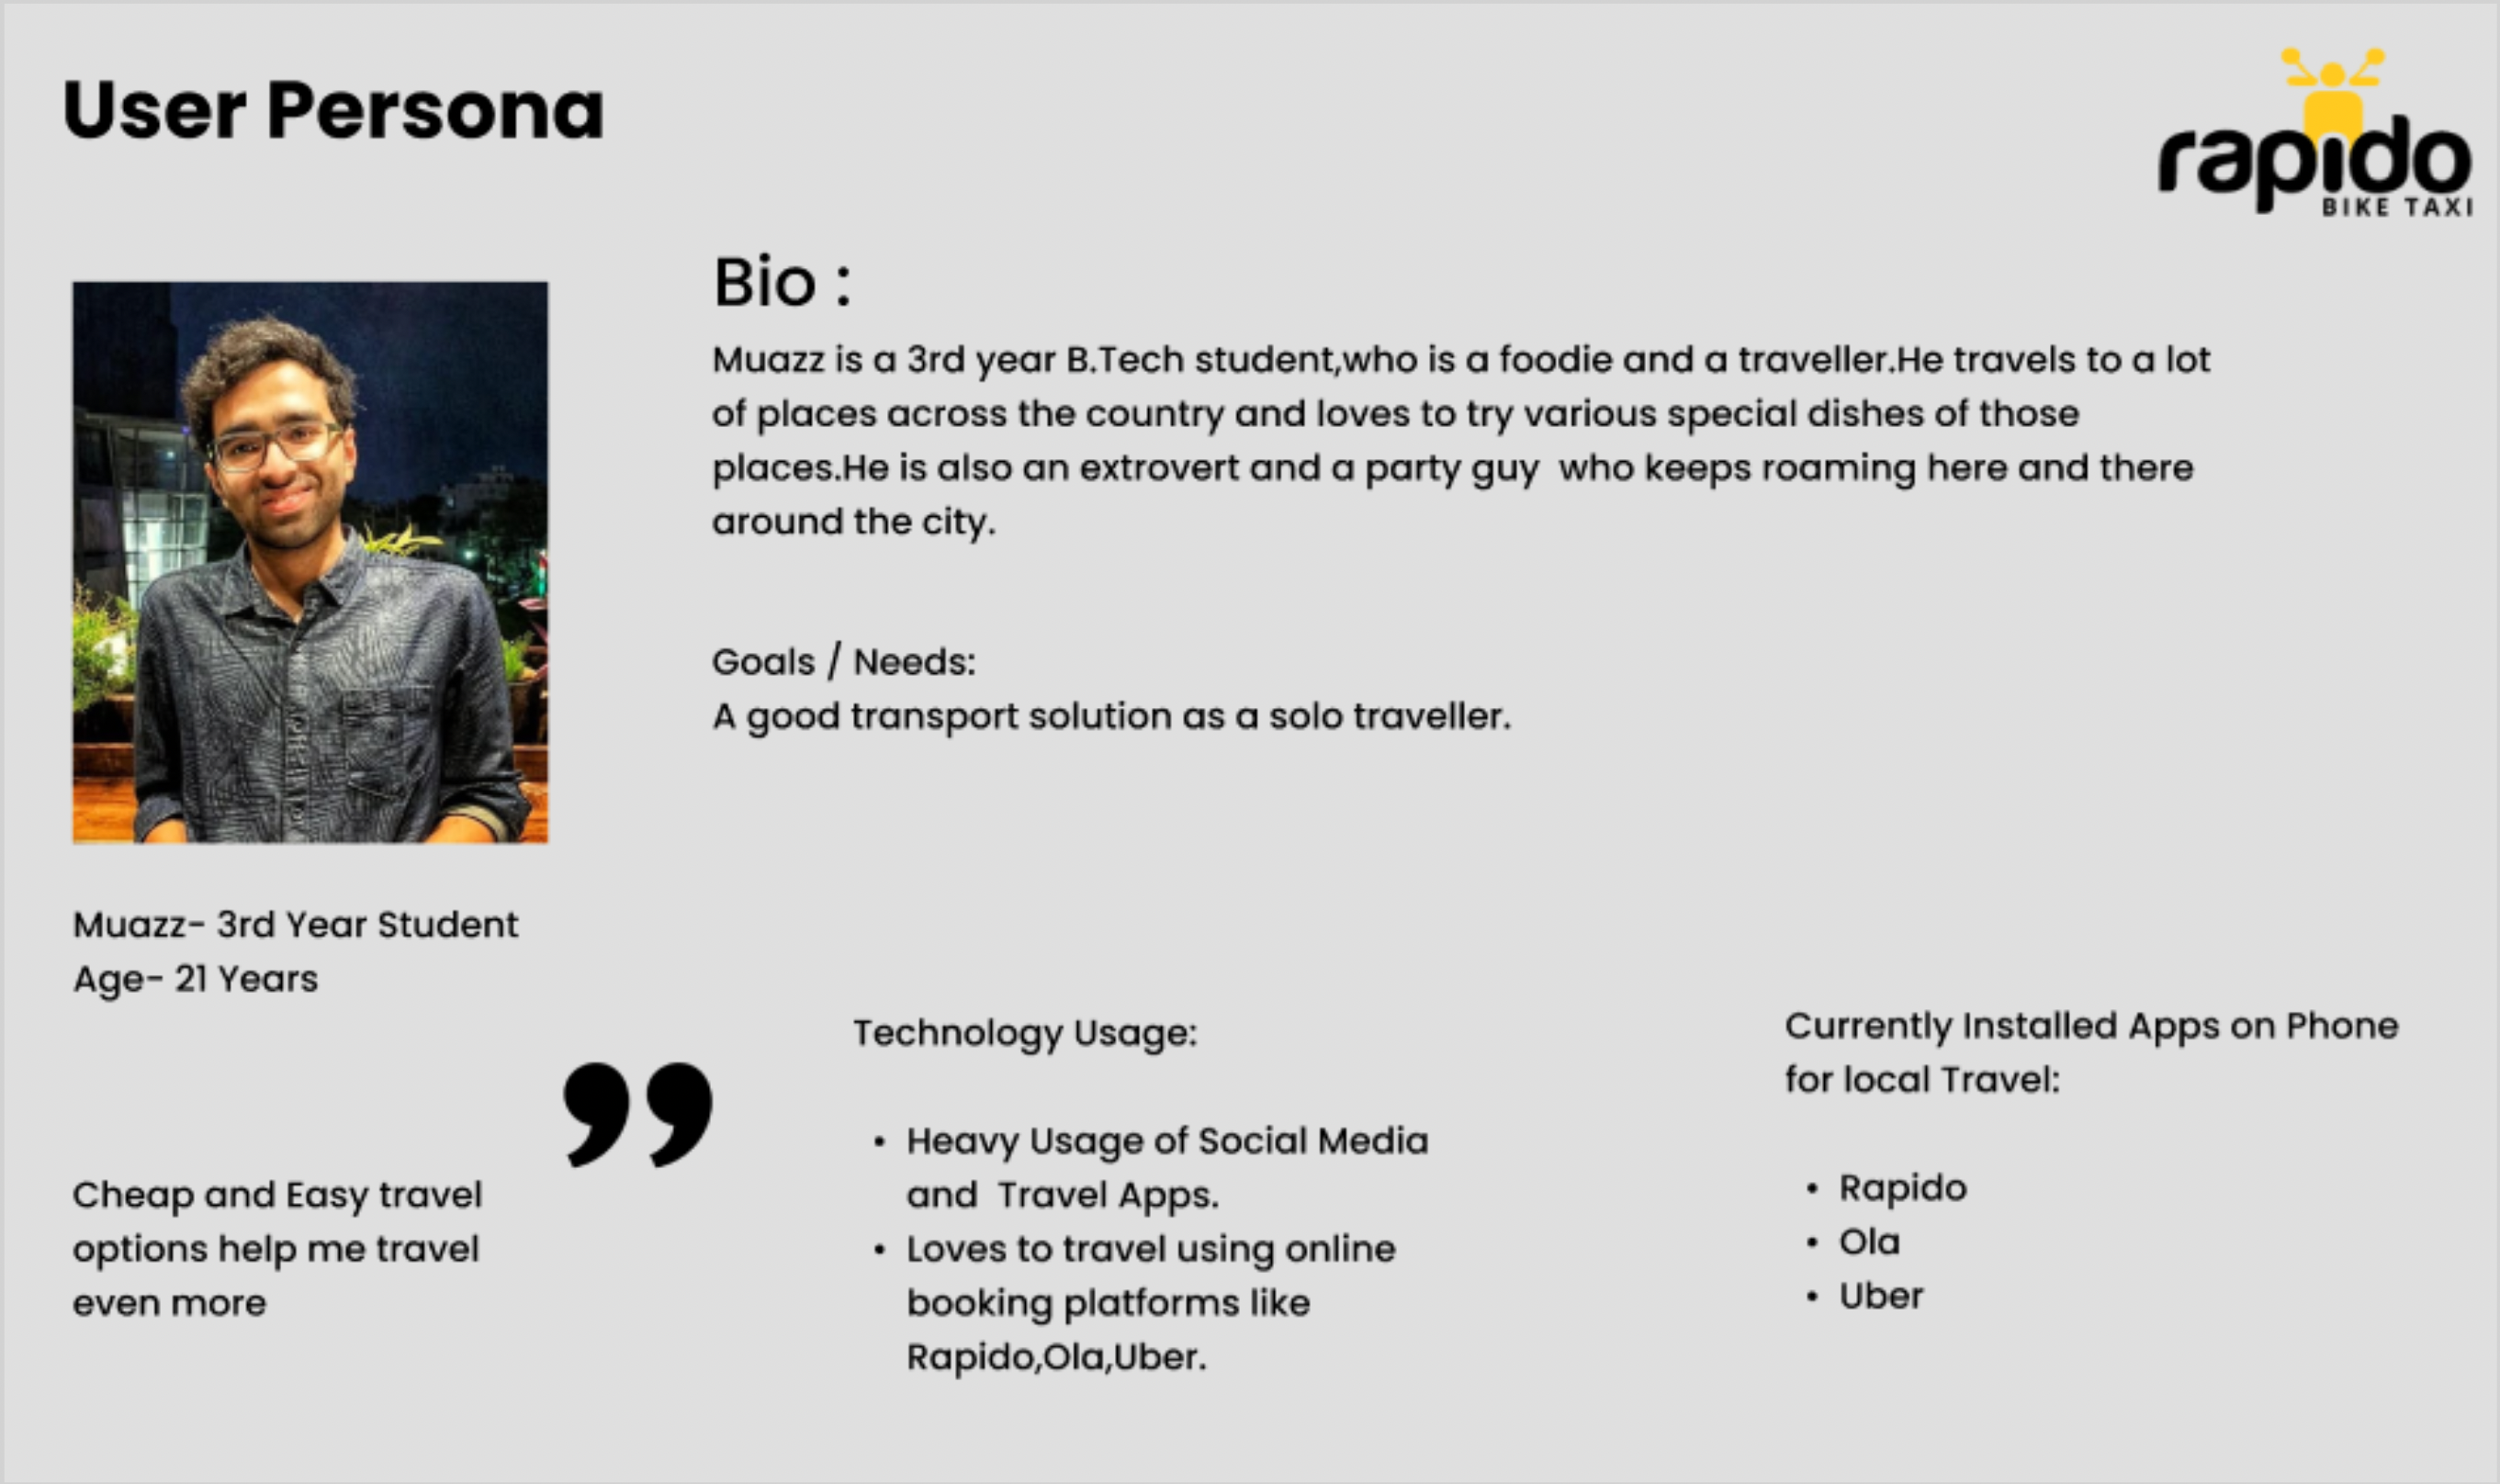 User Persona
rapido
BIKE TAXI
Bio :
Muazz is a 3rd year B.Tech student,who is a foodie and a traveller.He travels to a lot
of places across the country and loves to try various special dishes of those
places.He is also an extrovert and a party guy  who keeps roaming here and there
around the city.
Goals / Needs:
A good transport solution as a solo traveller.
Muazz- 3rd Year Student
Age- 21 Years
”
Cheap and Easy travel
options help me travel
even more
Technology Usage:
• Heavy Usage of Social Media
and  Travel Apps.
• Loves to travel using online
booking platforms like
Rapido,Ola,Uber.
Currently Installed Apps on Phone
for local Travel:
• Rapido
• Ola
• Uber